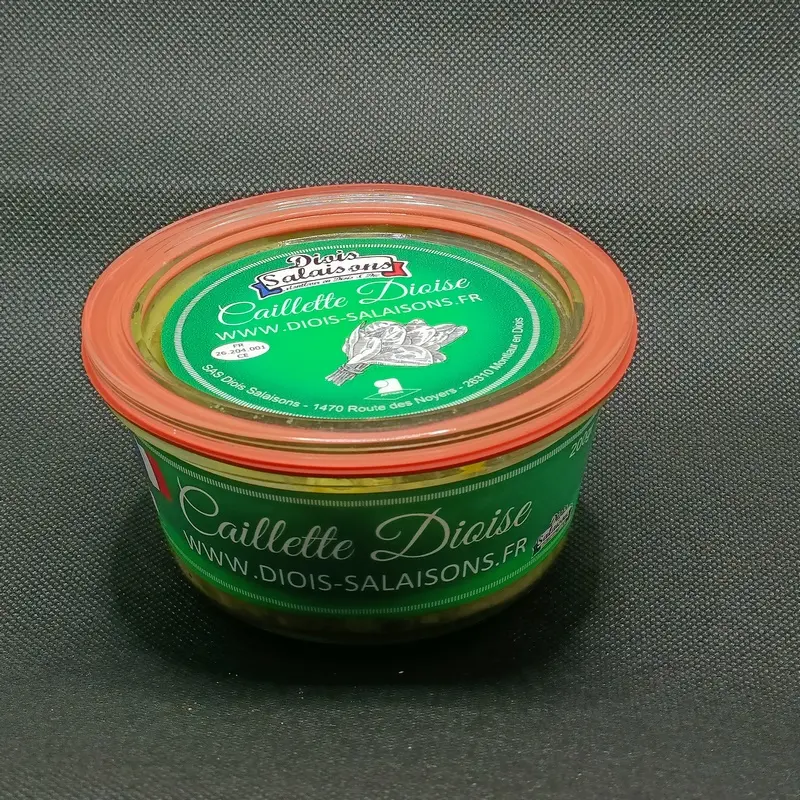 Diois
Salaisons
Caillette Dioise
WWW.DIOIS-SALAISONS.FR
FR
26.204.001
CE
SAS Diois Salaisons - 1470 Route des Noyers - 26310 Montlaur en Diois
Caillette Dioise
WWW.DIOIS-SALAISONS.FR